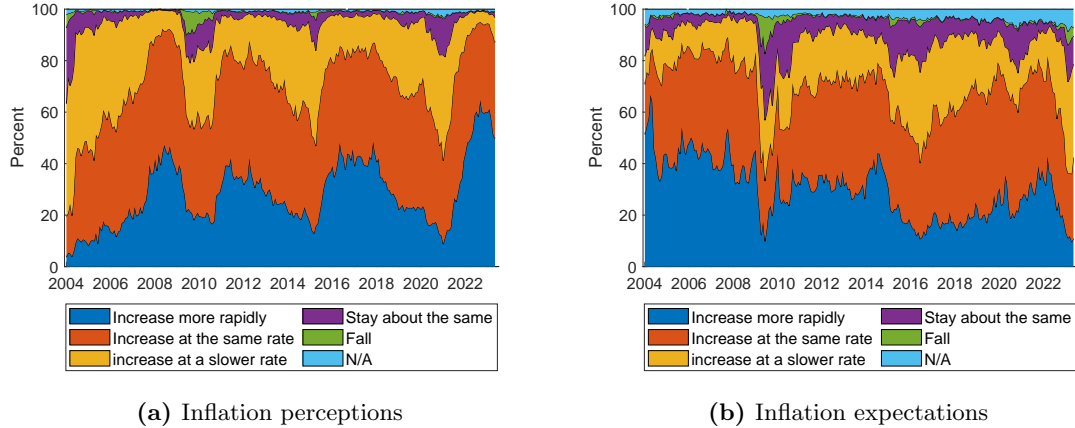 100
80
60
40
20
0
Percent
2004 2006 2008 2010 2012 2014 2016 2018 2020 2022
Increase more rapidly
Increase at the same rate
increase at a slower rate
Stay about the same
Fall
N/A
(a) Inflation perceptions
100
80
60
40
20
0
Percent
2004 2006 2008 2010 2012 2014 2016 2018 2020 2022
Increase more rapidly
Increase at the same rate
increase at a slower rate
Stay about the same
Fall
N/A
(b) Inflation expectations